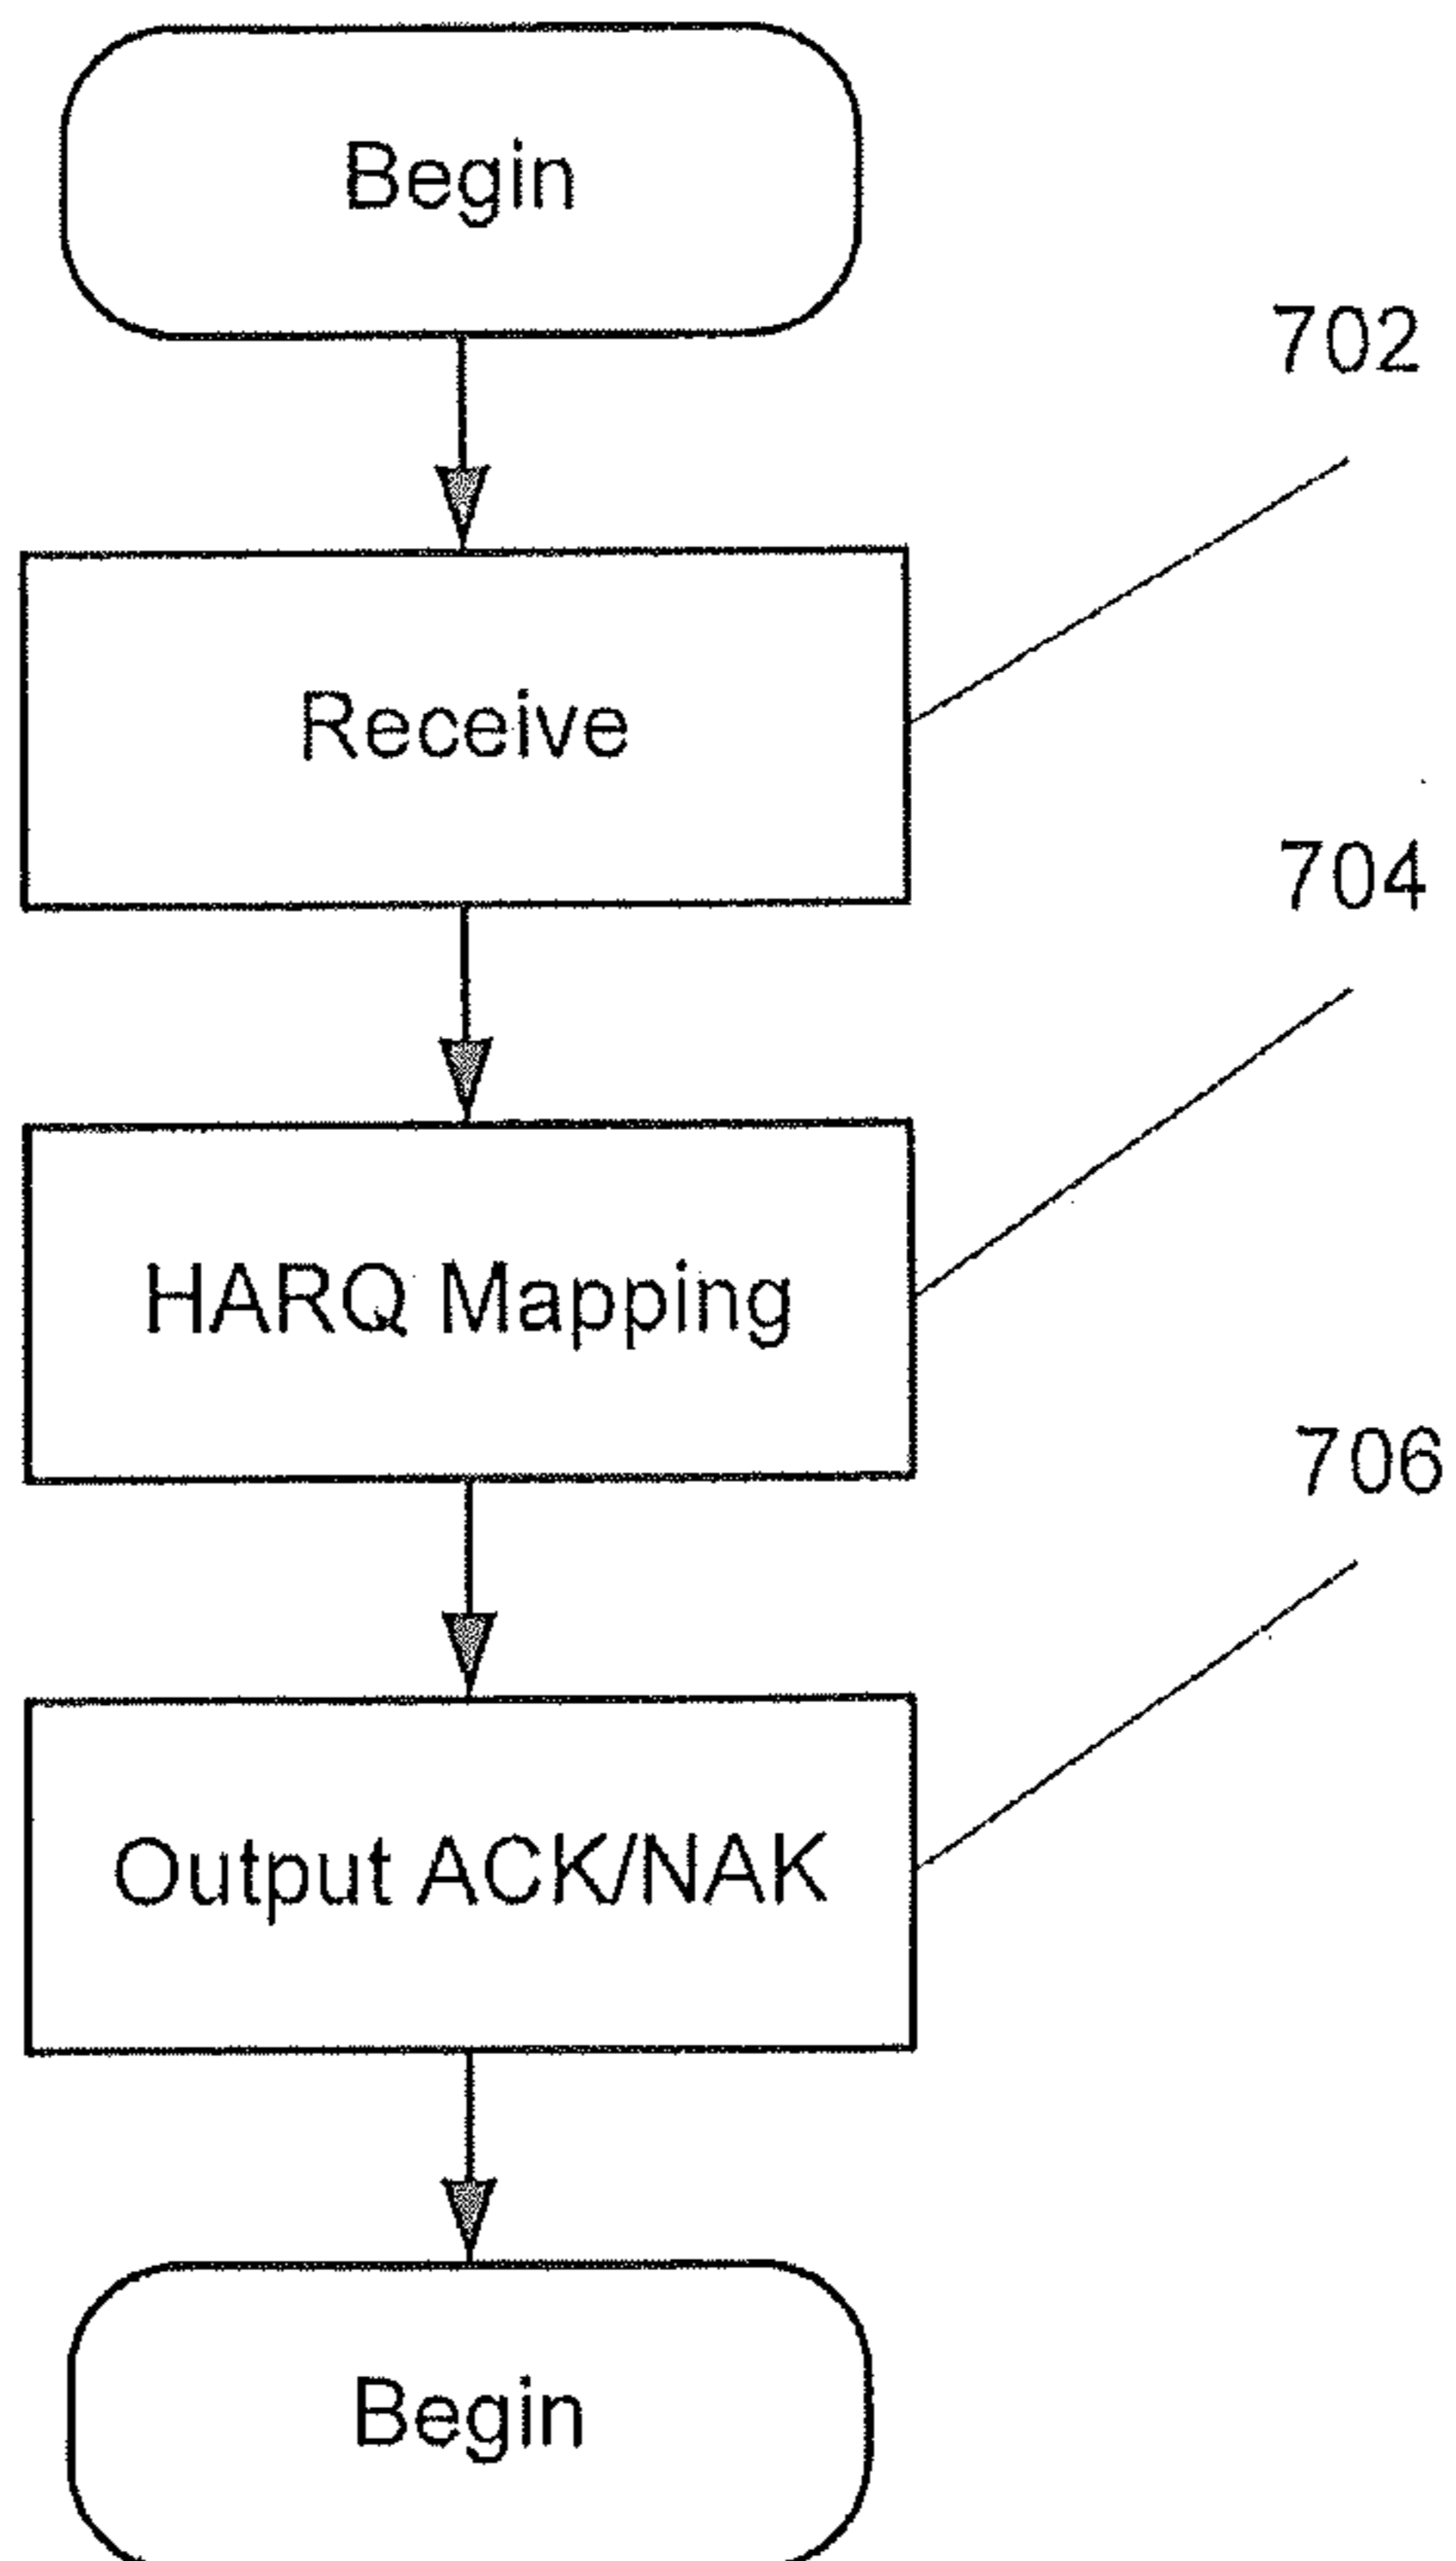 Begin
702
Receive
704
HARQ Mapping
706
Output ACK/NAK
Begin